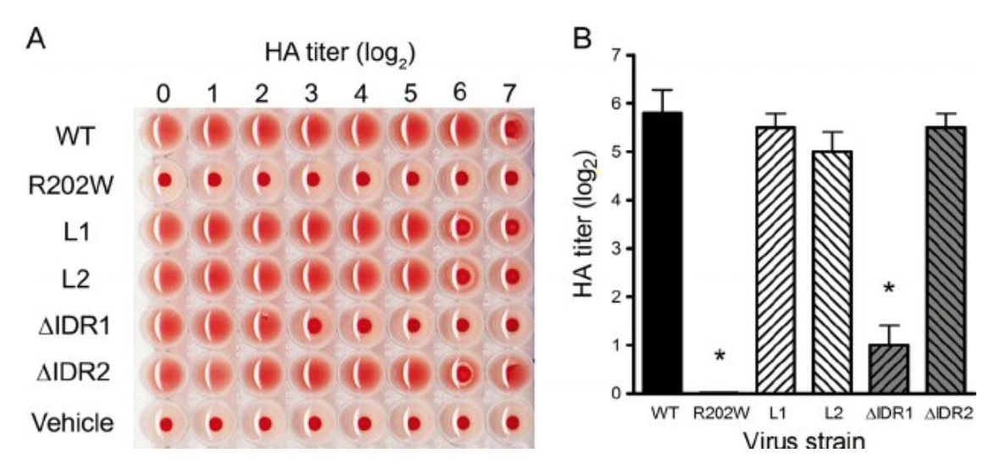 A
HA titer (log2)
0 1 2 3 4 5 6 7
WT
R202W
L1
L2
ΔIDR1
ΔIDR2
Vehicle
B
7
6
5
4
3
2
1
0
HA titer (log2)
*
*
WT R202W L1 L2 ΔIDR1 ΔIDR2
Virus strain